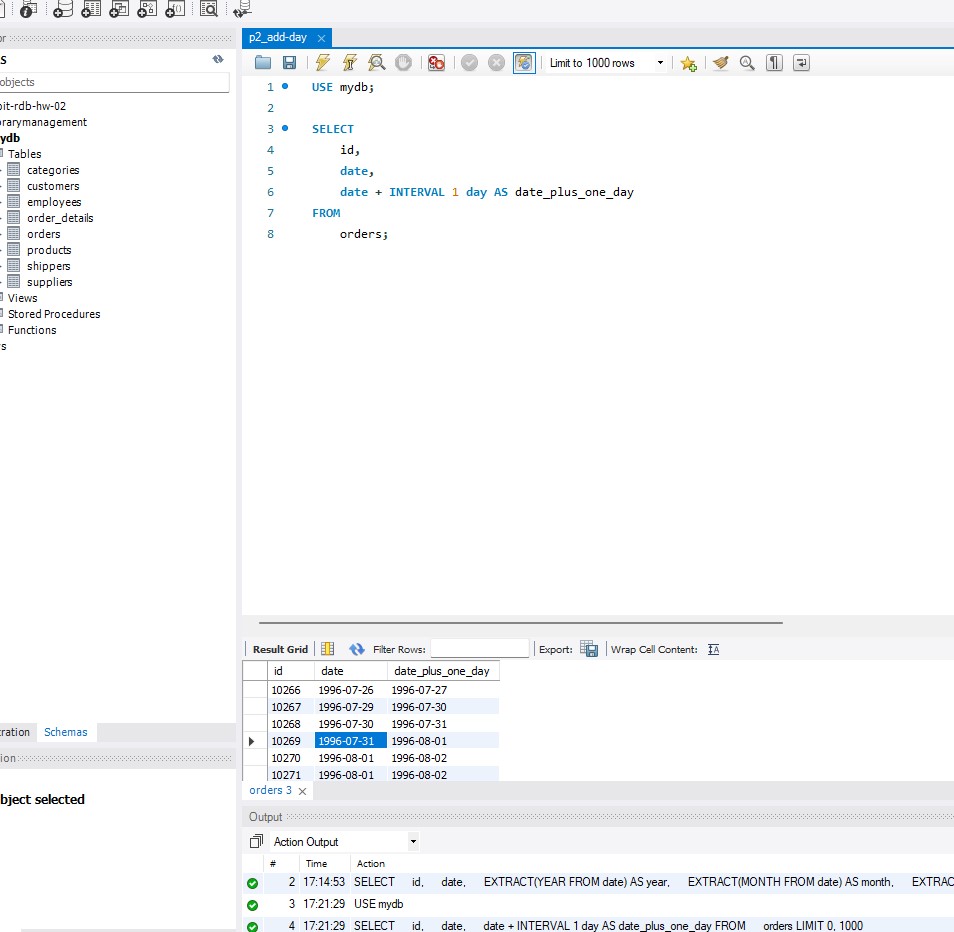 p2_add-day
Limit to 1000 rows
objects
1 USE mydb;
2
3 SELECT
4 id,
5 date,
6 date + INTERVAL 1 day AS date_plus_one_day
7 FROM
8 orders;
oit-rdb-hw-02
orarymanagement
ydb
Tables
categories
customers
employees
order_details
orders
products
shippers
suppliers
Views
Stored Procedures
Functions
s
Result Grid Filter Rows: Export: Wrap Cell Content:
id date date_plus_one_day
10266 1996-07-26 1996-07-27
10267 1996-07-29 1996-07-30
10268 1996-07-30 1996-07-31
10269 1996-07-31 1996-08-01
10270 1996-08-01 1996-08-02
10271 1996-08-01 1996-08-02
tration Schemas
ion
bject selected
orders 3
Output
Action Output
# Time Action
2 17:14:53 SELECT id, date, EXTRACT(YEAR FROM date) AS year, EXTRACT(MONTH FROM date) AS month, EXTRAC
3 17:21:29 USE mydb
4 17:21:29 SELECT id, date, date + INTERVAL 1 day AS date_plus_one_day FROM orders LIMIT 0, 1000